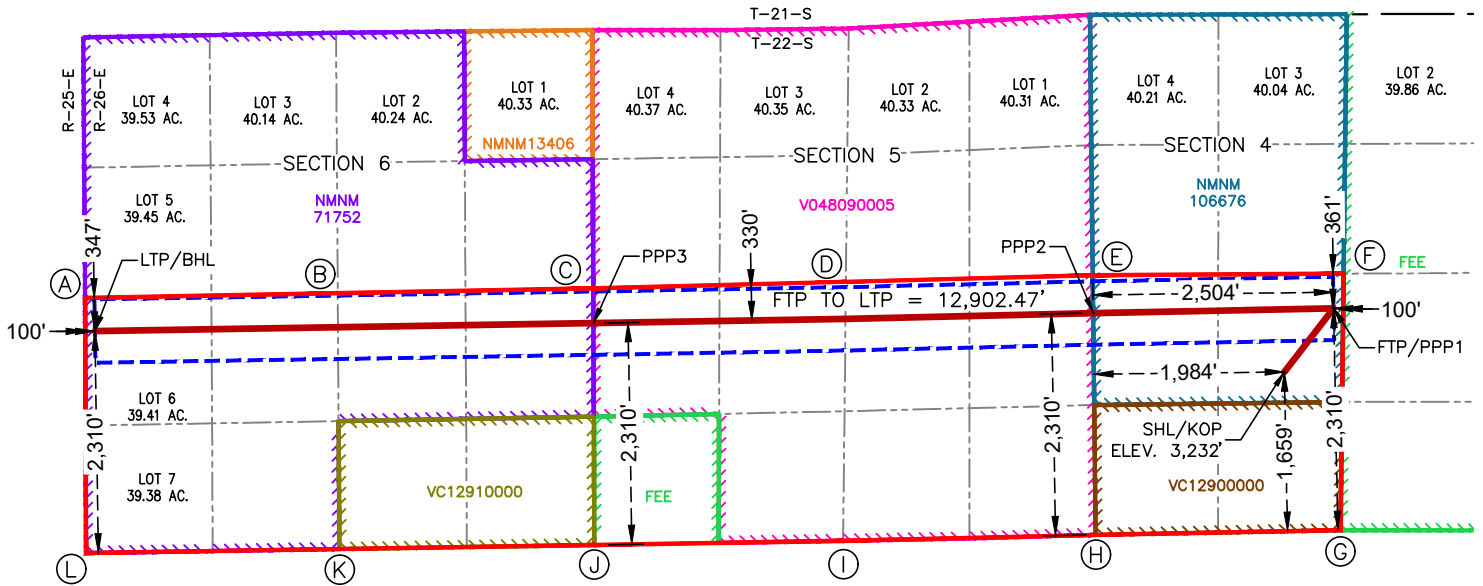 T-21-S
T-22-S
R-25-E
R-26-E
LOT 4
39.53 AC.
LOT 3
40.14 AC.
LOT 2
40.24 AC.
LOT 1
40.33 AC.
NMNM13406
LOT 4
40.37 AC.
LOT 3
40.35 AC.
LOT 2
40.33 AC.
LOT 1
40.31 AC.
LOT 4
40.21 AC.
LOT 3
40.04 AC.
LOT 2
39.86 AC.
SECTION 6
SECTION 5
SECTION 4
LOT 5
39.45 AC.
NMNM
71752
V048090005
NMNM
106676
347'
LTP/BHL
PPP3
330'
PPP2
361'
FEE
A
B
C
D
E
F
FTP TO LTP = 12,902.47'
2,504'
100'
100'
FTP/PPP1
1,984'
LOT 6
39.41 AC.
2,310'
2,310'
2,310'
2,310'
SHL/KOP
ELEV. 3,232'
1,659'
LOT 7
39.38 AC.
VC12910000
FEE
VC12900000
L
K
J
I
H
G